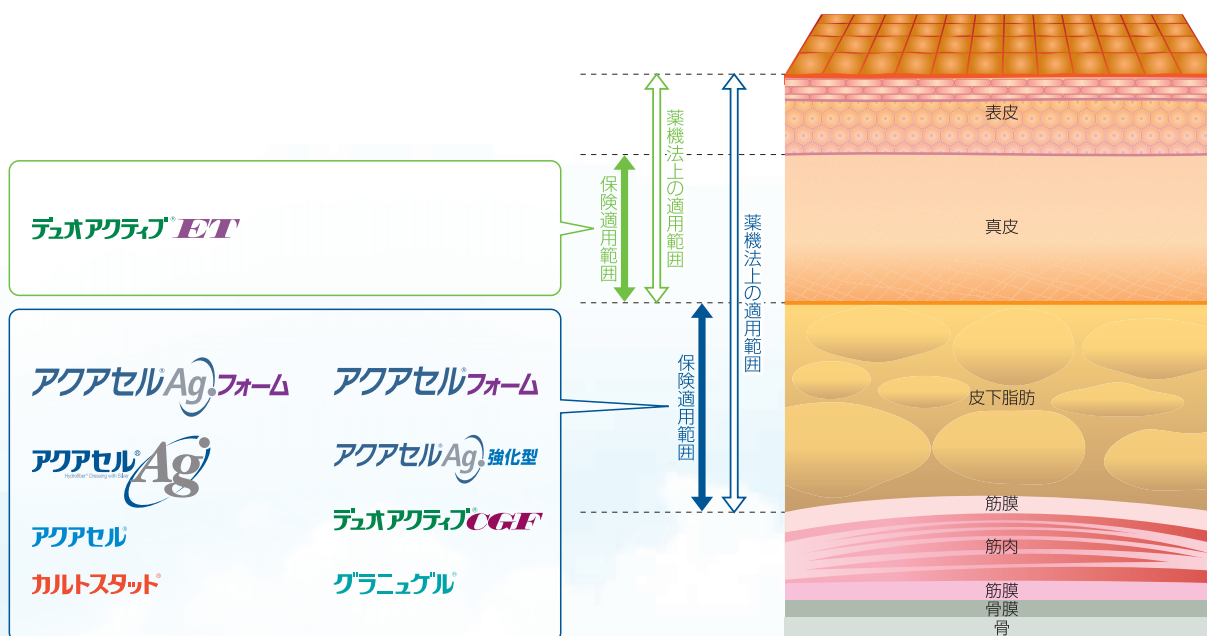 デュオアクティブ® ET
アクアセル® Ag. フォーム
アクアセル® フォーム
アクアセル® Ag
Hydrofiber® Dressing with Silver
アクアセル® Ag. 強化型
アクアセル®
デュオアクティブ® CGF
カルトスタット®
グラニュゲル®
保険適用範囲
薬機法上の適用範囲
保険適用範囲
薬機法上の適用範囲
表皮
真皮
皮下脂肪
筋膜
筋肉
筋膜
骨膜
骨